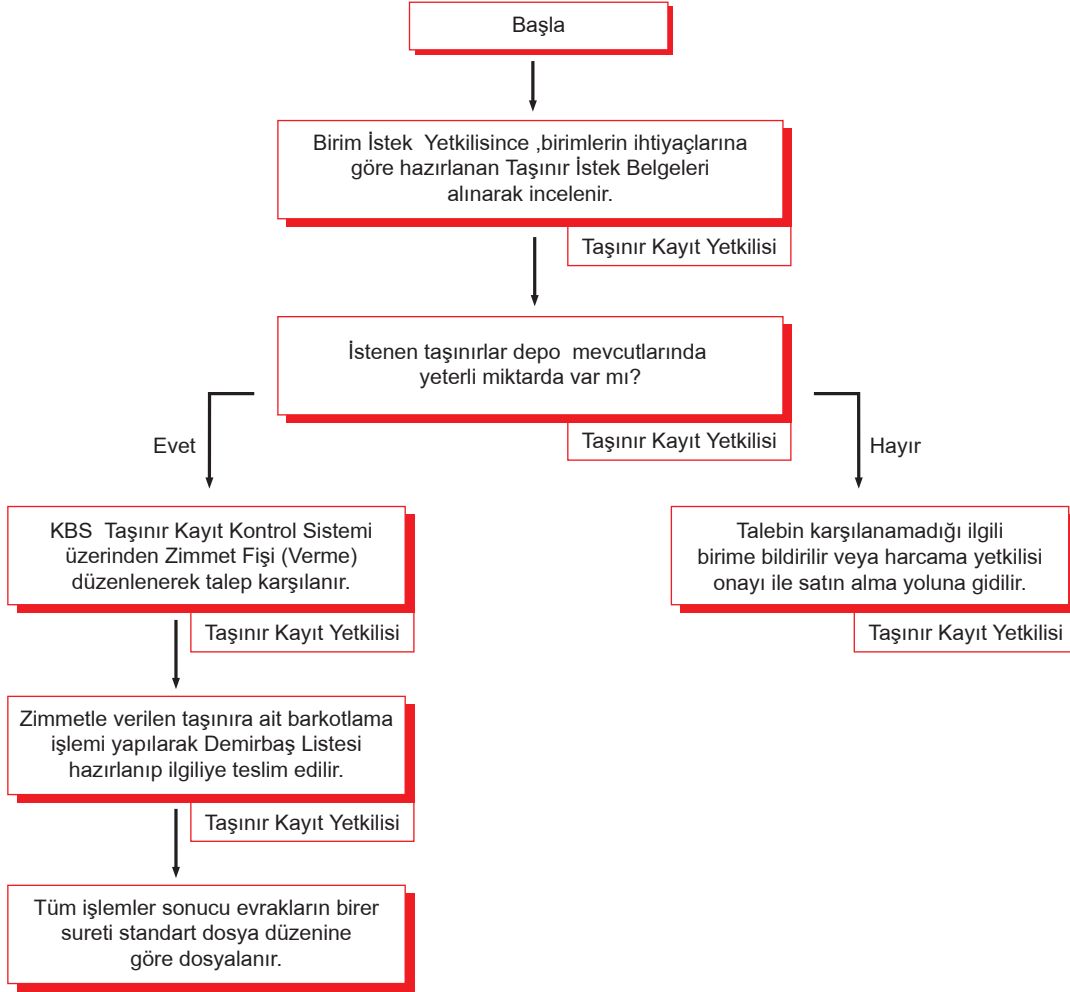 Başla
Birim İstek Yetkilisince ,birimlerin ihtiyaçlarına
göre hazırlanan Taşınır İstek Belgeleri
alınarak incelenir.
Taşınır Kayıt Yetkilisi
İstenen taşınırlar depo mevcutlarında
yeterli miktarda var mı?
Taşınır Kayıt Yetkilisi
Evet
Hayır
KBS Taşınır Kayıt Kontrol Sistemi
üzerinden Zimmet Fişi (Verme)
düzenlenerek talep karşılanır.
Taşınır Kayıt Yetkilisi
Talebin karşılanamadığı ilgili
birime bildirilir veya harcama yetkilisi
onayı ile satın alma yoluna gidilir.
Taşınır Kayıt Yetkilisi
Zimmetle verilen taşınıra ait barkotlama
işlemi yapılarak Demirbaş Listesi
hazırlanıp ilgiliye teslim edilir.
Taşınır Kayıt Yetkilisi
Tüm işlemler sonucu evrakların birer
sureti standart dosya düzenine
göre dosyalanır.